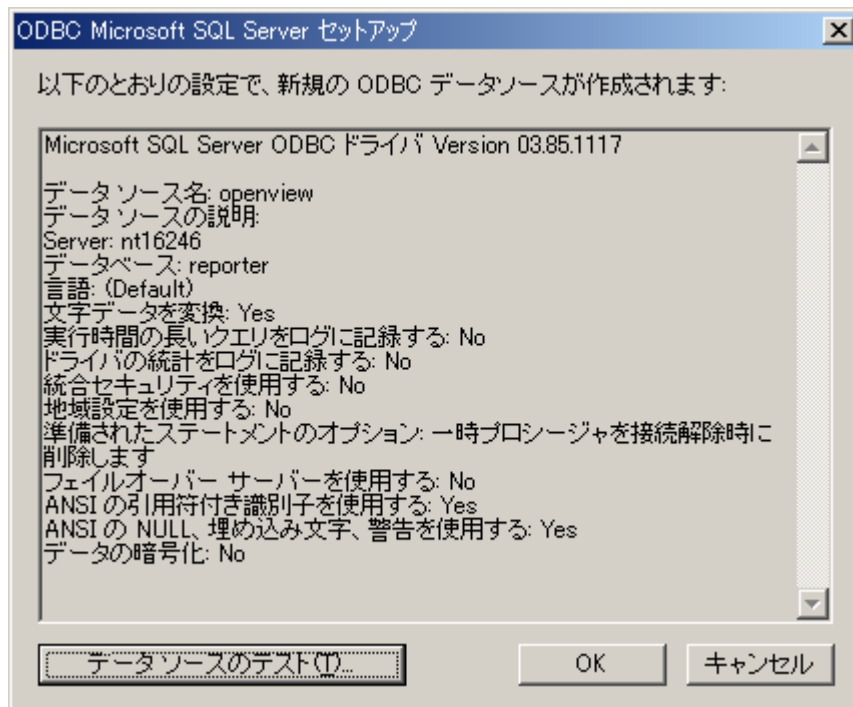 ODBC Microsoft SQL Server セットアップ
以下のとおりの設定で、新規の ODBC データソースが作成されます:
Microsoft SQL Server ODBC ドライバ Version 03.85.1117
データ ソース名: openview
データ ソースの説明:
Server: nt16246
データベース: reporter
言語: (Default)
文字データを変換: Yes
実行時間の長いクエリをログに記録する: No
ドライバの統計をログに記録する: No
統合セキュリティを使用する: No
地域設定を使用する: No
準備されたステートメントのオプション: 一時プロシージャを接続解除時に
削除します
フェイルオーバー サーバーを使用する: No
ANSI の引用符付き識別子を使用する: Yes
ANSI の NULL、埋め込み文字、警告を使用する: Yes
データの暗号化: No
データ ソースのテスト(T)...
OK
キャンセル